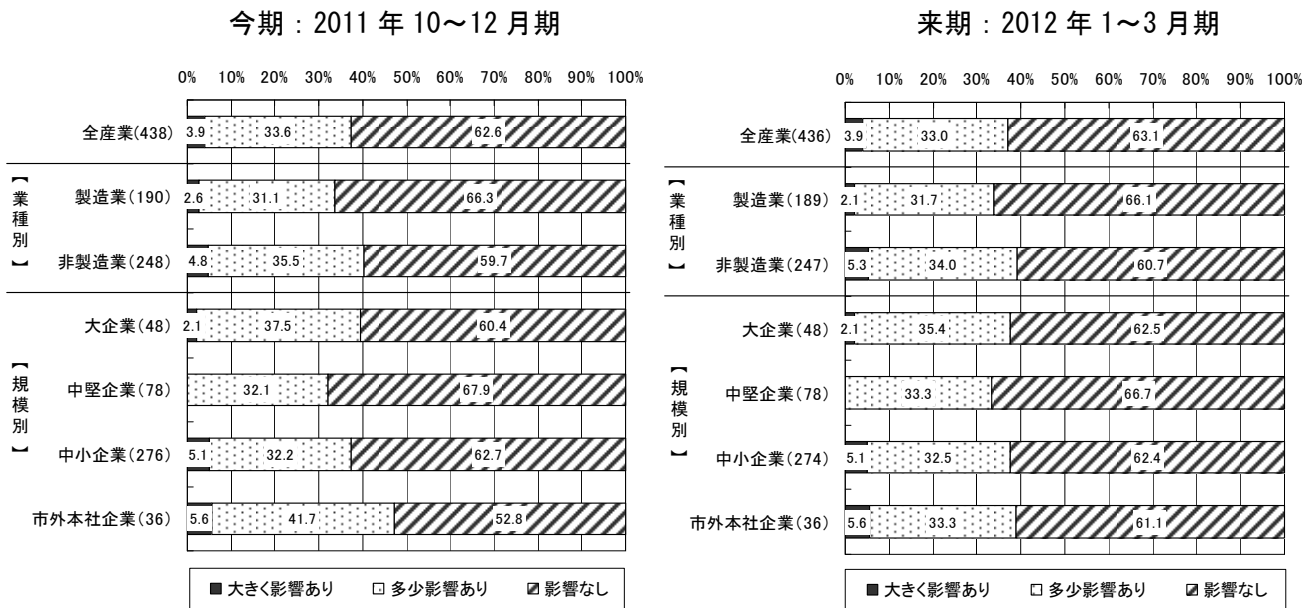 今期：2011 年 10～12 月期
0% 10% 20% 30% 40% 50% 60% 70% 80% 90% 100%
全産業(438) 3.9 33.6 62.6
【業種別】
製造業(190) 2.6 31.1 66.3
非製造業(248) 4.8 35.5 59.7
【規模別】
大企業(48) 2.1 37.5 60.4
中堅企業(78) 32.1 67.9
中小企業(276) 5.1 32.2 62.7
市外本社企業(36) 5.6 41.7 52.8
大きく影響あり 多少影響あり 影響なし
来期：2012 年 1～3 月期
0% 10% 20% 30% 40% 50% 60% 70% 80% 90% 100%
全産業(436) 3.9 33.0 63.1
【業種別】
製造業(189) 2.1 31.7 66.1
非製造業(247) 5.3 34.0 60.7
【規模別】
大企業(48) 2.1 35.4 62.5
中堅企業(78) 33.3 66.7
中小企業(274) 5.1 32.5 62.4
市外本社企業(36) 5.6 33.3 61.1
大きく影響あり 多少影響あり 影響なし